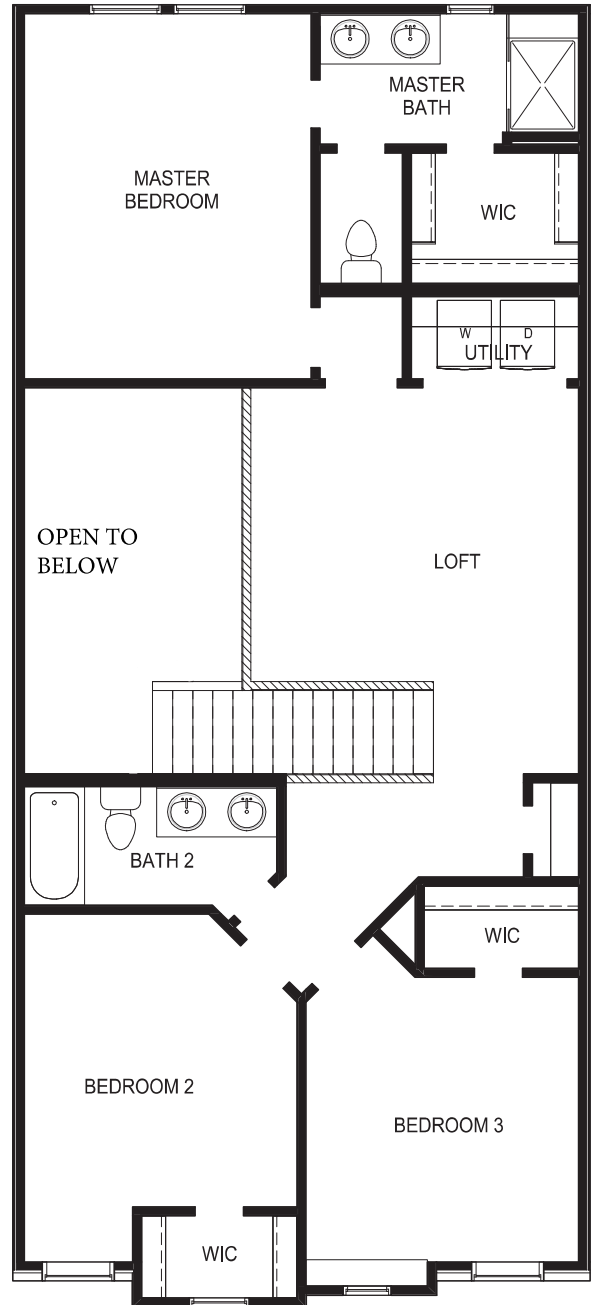 MASTER
BATH
MASTER
BEDROOM
WIC
W
D
UTILITY
OPEN TO
BELOW
LOFT
BATH 2
WIC
BEDROOM 2
BEDROOM 3
WIC